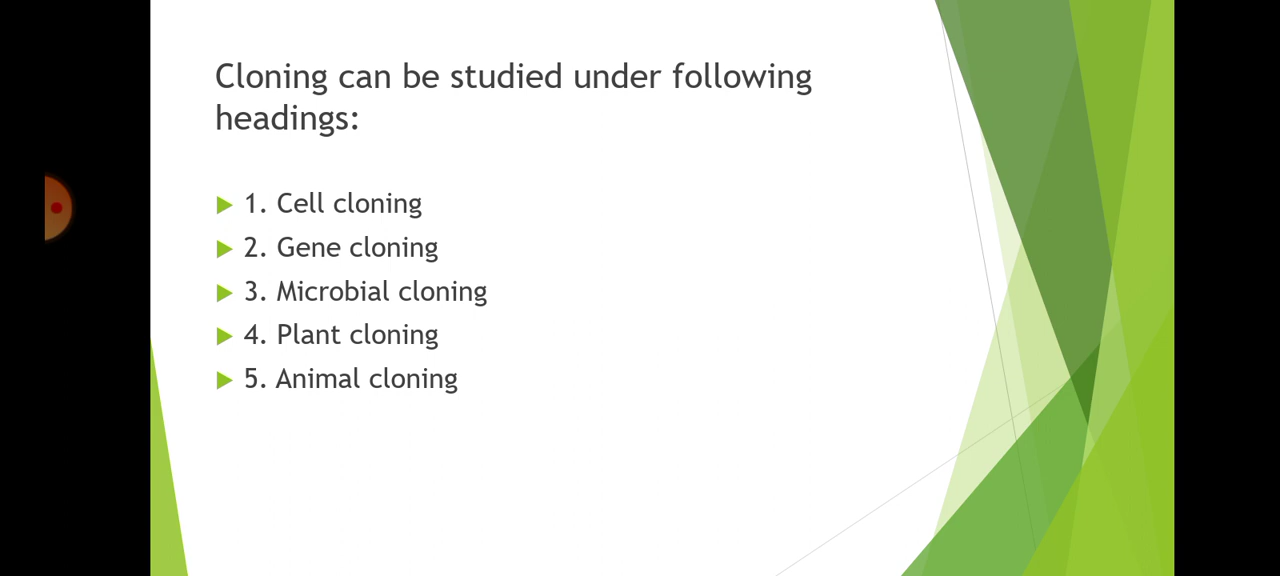 Cloning can be studied under following
headings:
1. Cell cloning
2. Gene cloning
3. Microbial cloning
4. Plant cloning
5. Animal cloning